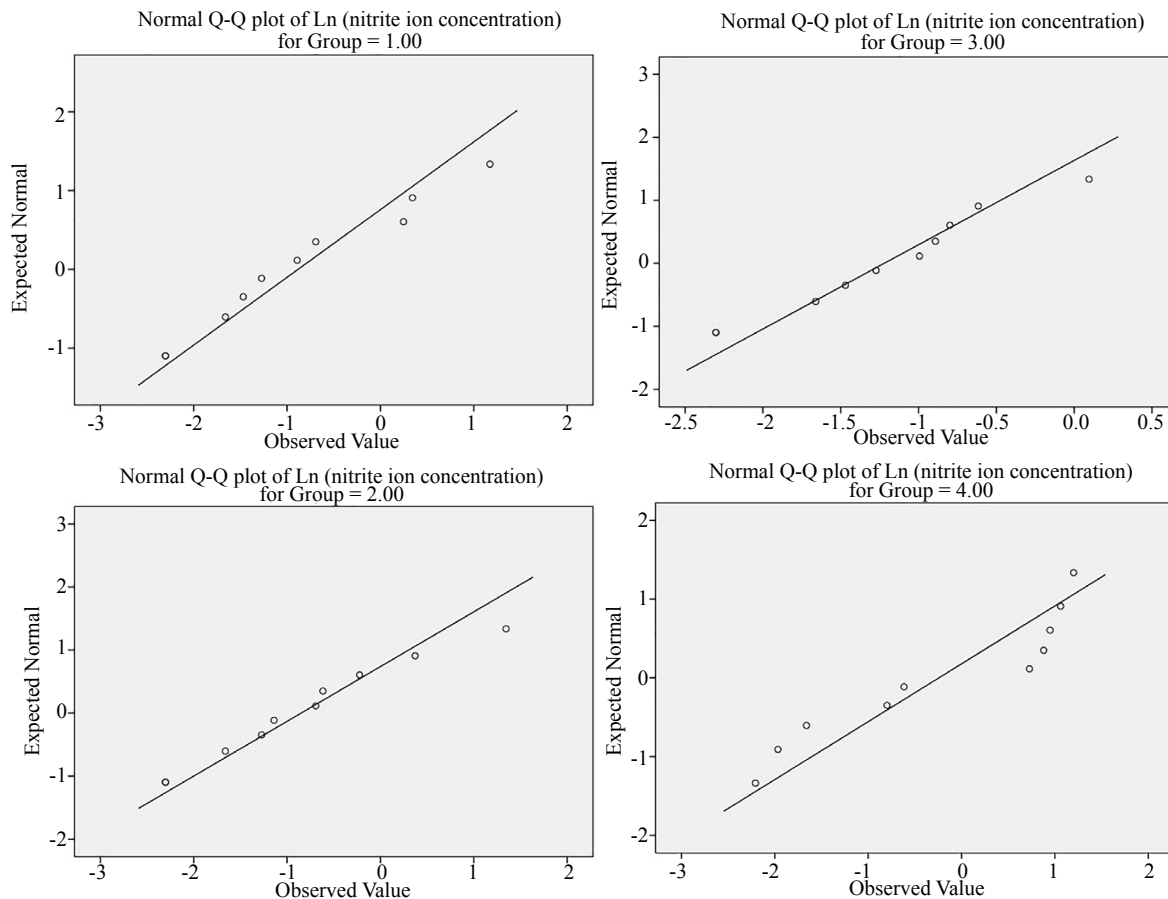 Normal Q-Q plot of Ln (nitrite ion concentration)
for Group = 1.00
2
1
0
-1
Expected Normal
-3
-2
-1
0
1
2
Observed Value
Normal Q-Q plot of Ln (nitrite ion concentration)
for Group = 3.00
3
2
1
0
-1
-2
Expected Normal
-2.5
-2
-1.5
-1
-0.5
0.0
0.5
Observed Value
Normal Q-Q plot of Ln (nitrite ion concentration)
for Group = 2.00
3
2
1
0
-1
-2
Expected Normal
-3
-2
-1
0
1
2
Observed Value
Normal Q-Q plot of Ln (nitrite ion concentration)
for Group = 4.00
2
1
0
-1
-2
Expected Normal
-3
-2
-1
0
1
2
Observed Value